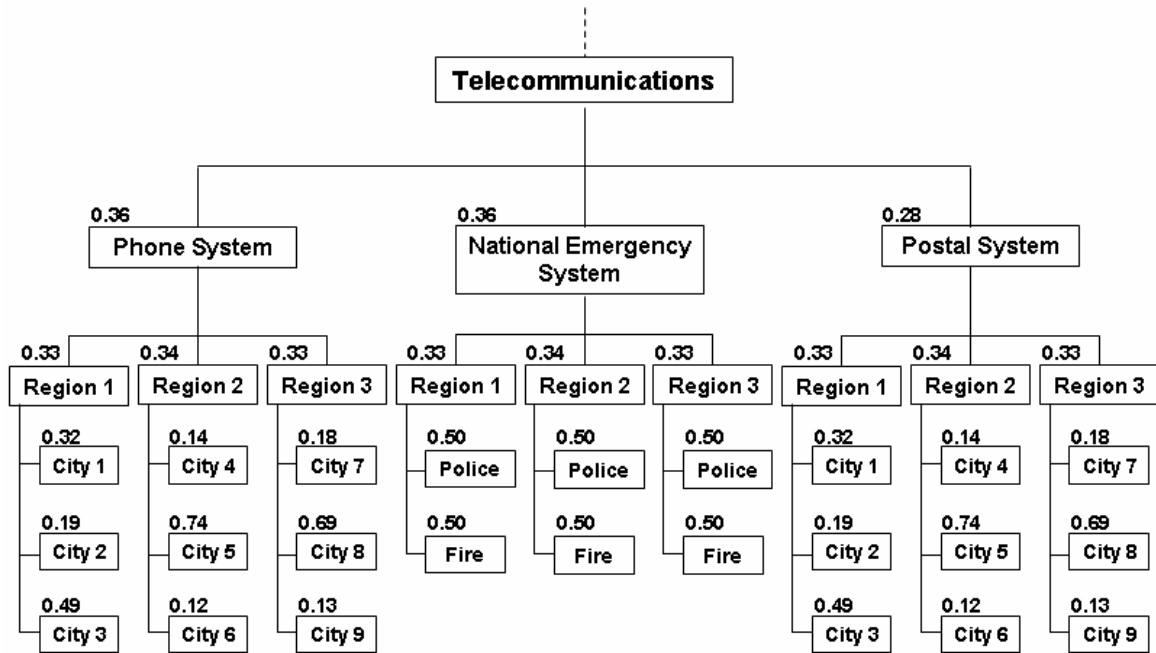 Telecommunications
0.36 0.36 0.28
Phone System National Emergency Postal System
System
0.33 0.34 0.33 0.33 0.34 0.33 0.33 0.34 0.33
Region 1 Region 2 Region 3 Region 1 Region 2 Region 3 Region 1 Region 2 Region 3
0.32 0.14 0.18 0.50 0.50 0.50 0.32 0.14 0.18
City 1 City 4 City 7 Police Police Police City 1 City 4 City 7
0.19 0.74 0.69 0.50 0.50 0.50 0.19 0.74 0.69
City 2 City 5 City 8 Fire Fire Fire City 2 City 5 City 8
0.49 0.12 0.13 0.49 0.12 0.13
City 3 City 6 City 9 City 3 City 6 City 9